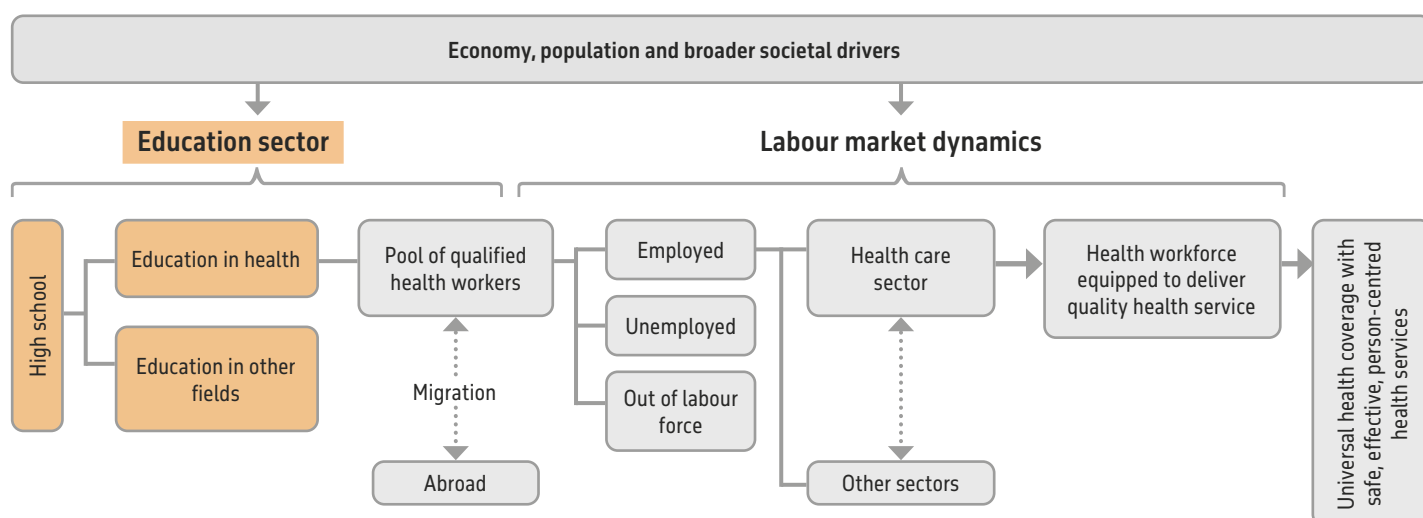 Economy, population and broader societal drivers
Education sector
Labour market dynamics
High school
Education in health
Education in other
fields
Pool of qualified
health workers
Migration
Abroad
Employed
Unemployed
Out of labour
force
Health care
sector
Other sectors
Health workforce
equipped to deliver
quality health service
Universal health coverage with
safe, effective, person-centred
health services